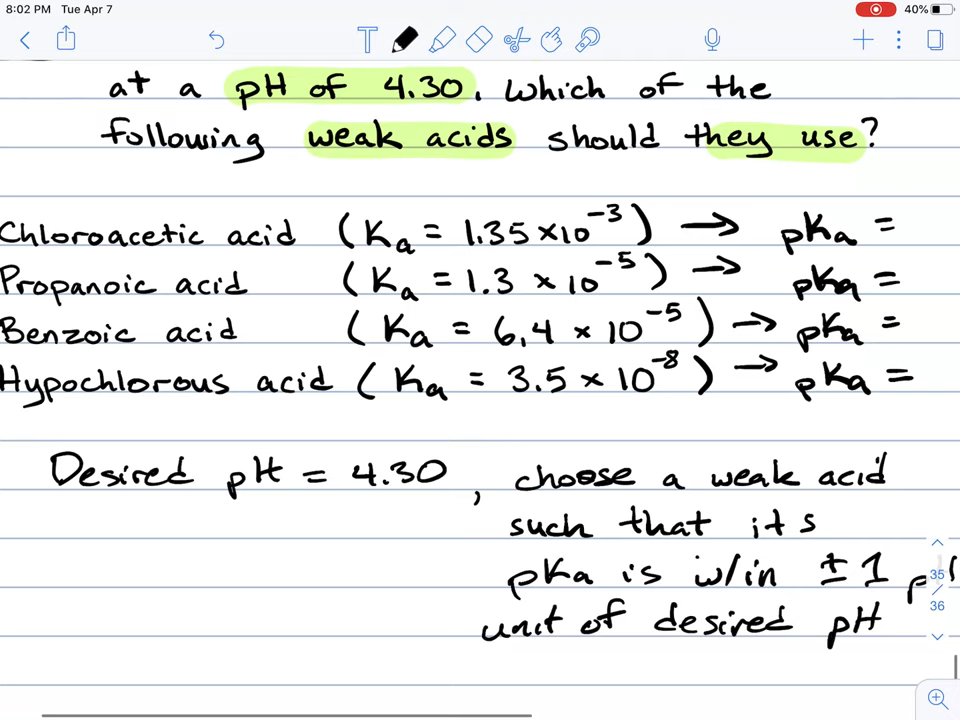 8:02 PM Tue Apr 7 40%
T
at a pH of 4.30. Which of the
following weak acids should they use?
Chloroacetic acid (Ka = 1.35 ×10⁻³) → pKa =
Propanoic acid (Ka = 1.3 × 10⁻⁵) → pKa =
Benzoic acid (Ka = 6.4 × 10⁻⁵) → pKa =
Hypochlorous acid (Ka = 3.5 × 10⁻⁸) → pKa =
Desired pH = 4.30, choose a weak acid
such that its
pKa is w/in ± 1
unit of desired pH
35
/
36